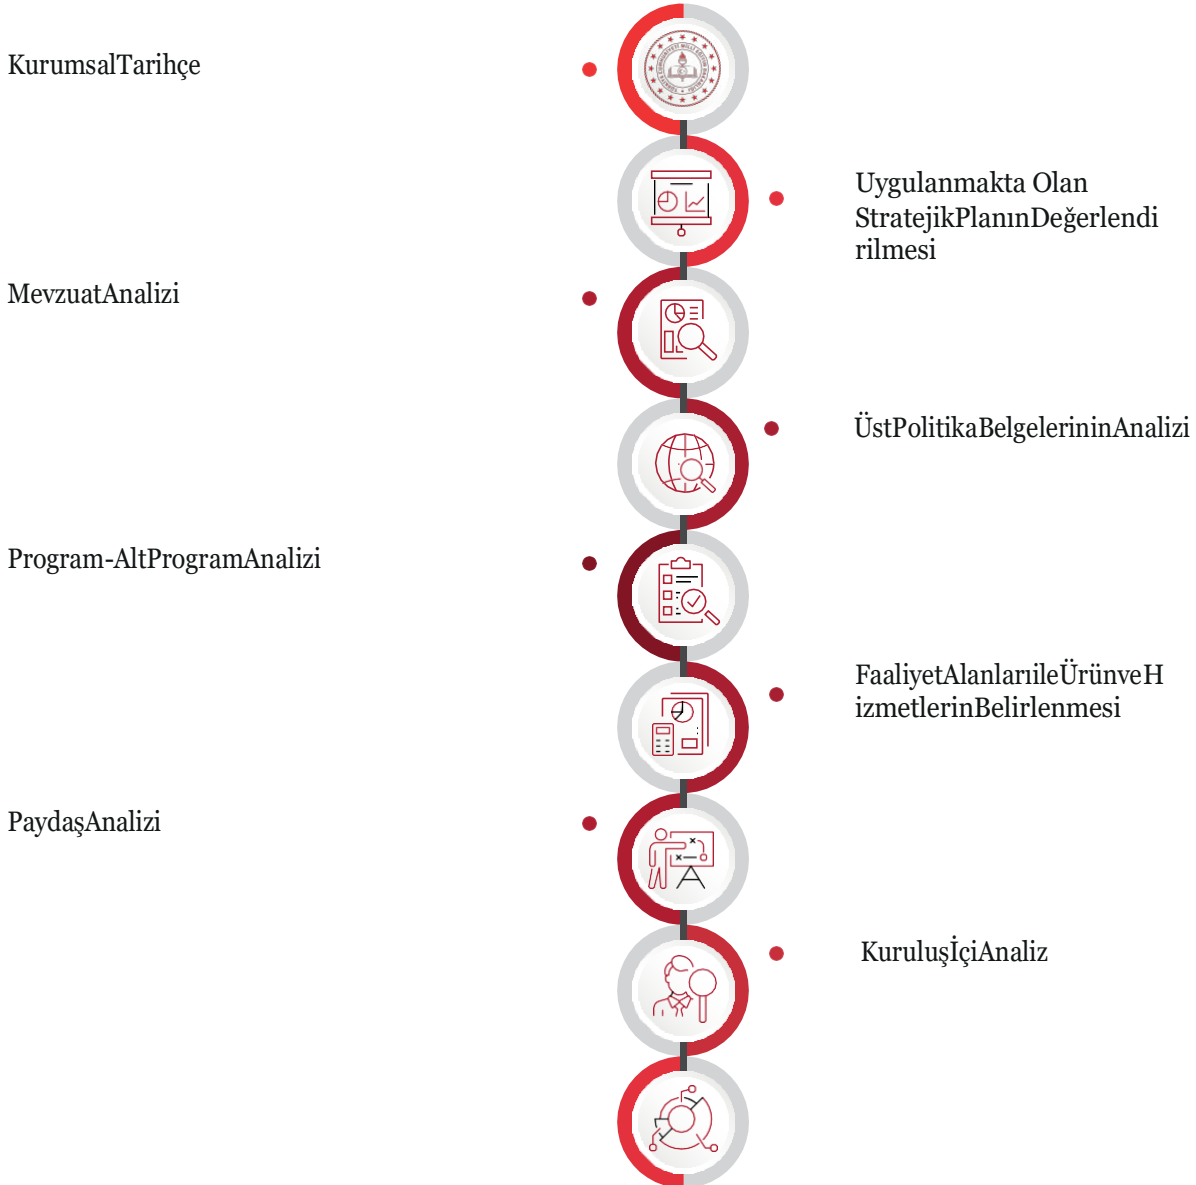 KurumsalTarihçe
Uygulanmakta Olan
StratejikPlanınDeğerlendi
rilmesi
MevzuatAnalizi
ÜstPolitikaBelgelerininAnalizi
Program-AltProgramAnalizi
FaaliyetAlanlarıileÜrünveH
izmetlerinBelirlenmesi
PaydaşAnalizi
KuruluşİçiAnaliz